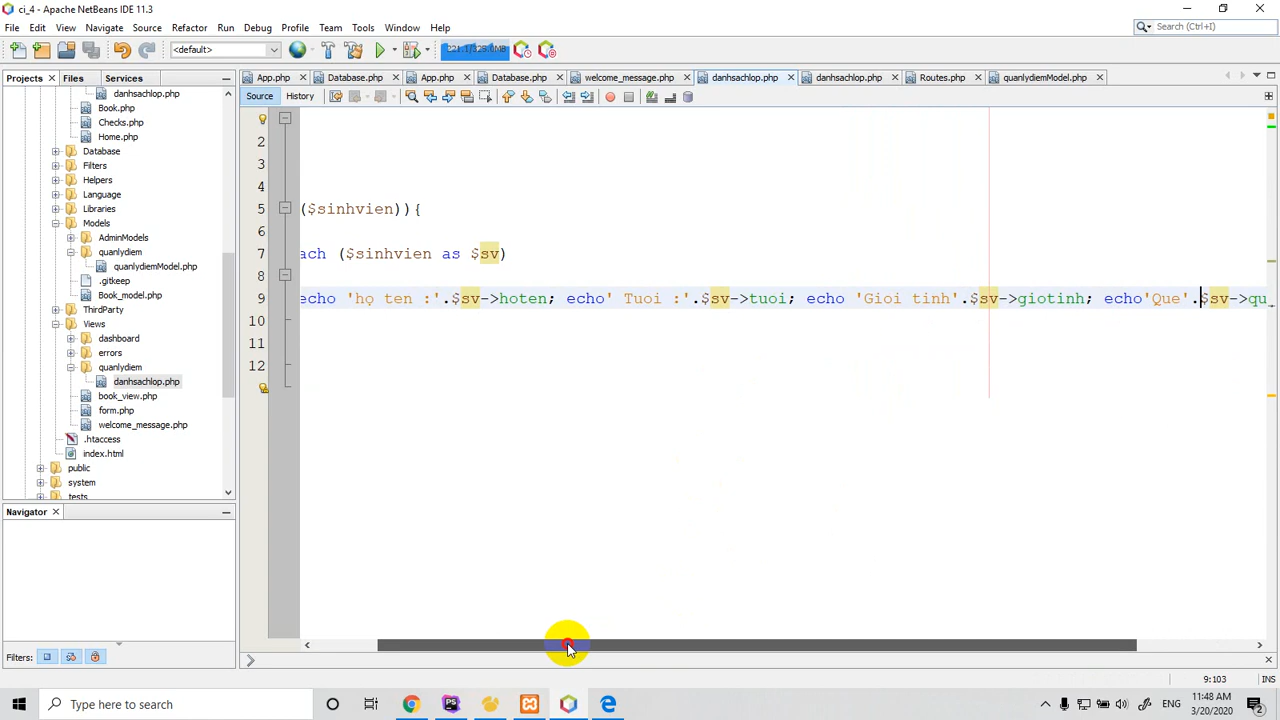 ci_4 - Apache NetBeans IDE 11.3
File Edit View Navigate Source Refactor Run Debug Profile Team Tools Window Help
Search (Ctrl+I)
<default>
221.1/329.0MB
Projects Files Services
App.php Database.php App.php Database.php welcome_message.php danhsachlop.php danhsachlop.php Routes.php quanlydiemModel.php
Source History
danhsachlop.php
Book.php
Checks.php
Home.php
Database
Filters
Helpers
Language
Libraries
Models
AdminModels
quanlydiem
quanlydiemModel.php
.gitkeep
Book_model.php
ThirdParty
Views
dashboard
errors
quanlydiem
danhsachlop.php
book_view.php
form.php
welcome_message.php
.htaccess
index.html
public
system
tests
2
3
4
5 ($sinhvien)){
6
7 ach ($sinhvien as $sv)
8
9 echo 'họ ten :'.$sv->hoten; echo' Tuoi :'.$sv->tuoi; echo 'Gioi tinh'.$sv->giotinh; echo'Que'.$sv->qu
10
11
12
Navigator
Filters:
9:103 INS
Type here to search
11:48 AM
3/20/2020
2